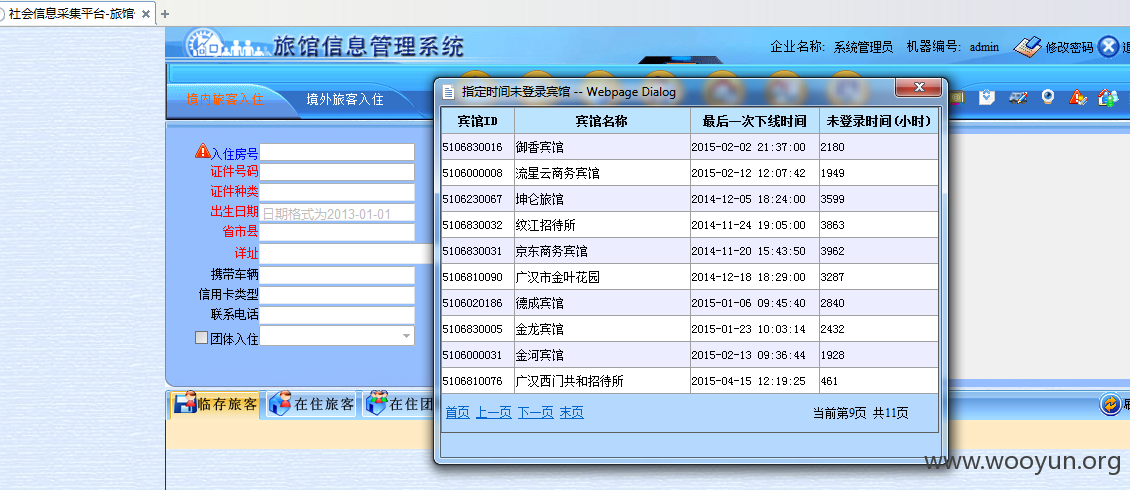 社会信息采集平台-旅馆
旅馆信息管理系统
企业名称: 系统管理员 机器编号: admin 修改密码 退
境内旅客入住 境外旅客入住
指定时间未登录宾馆 -- Webpage Dialog
入住房号
证件号码
证件种类
出生日期 日期格式为2013-01-01
省市县
详址
携带车辆
信用卡类型
联系电话
团体入住
宾馆ID 宾馆名称 最后一次下线时间 未登录时间(小时)
5106830016 御香宾馆 2015-02-02 21:37:00 2180
5106000008 流星云商务宾馆 2015-02-12 12:07:42 1949
5106230067 坤仑旅馆 2014-12-05 18:24:00 3599
5106830032 绞江招待所 2014-11-24 19:05:00 3863
5106830031 京东商务宾馆 2014-11-20 15:43:50 3962
5106810090 广汉市金叶花园 2014-12-18 18:29:00 3287
5106020186 德成宾馆 2015-01-06 09:45:40 2840
5106830005 金龙宾馆 2015-01-23 10:03:14 2432
5106000031 金河宾馆 2015-02-13 09:36:44 1928
5106810076 广汉西门共和招待所 2015-04-15 12:19:25 461
首页 上一页 下一页 末页 当前第9页 共11页
临存旅客 在住旅客 在住团
www.wooyun.org